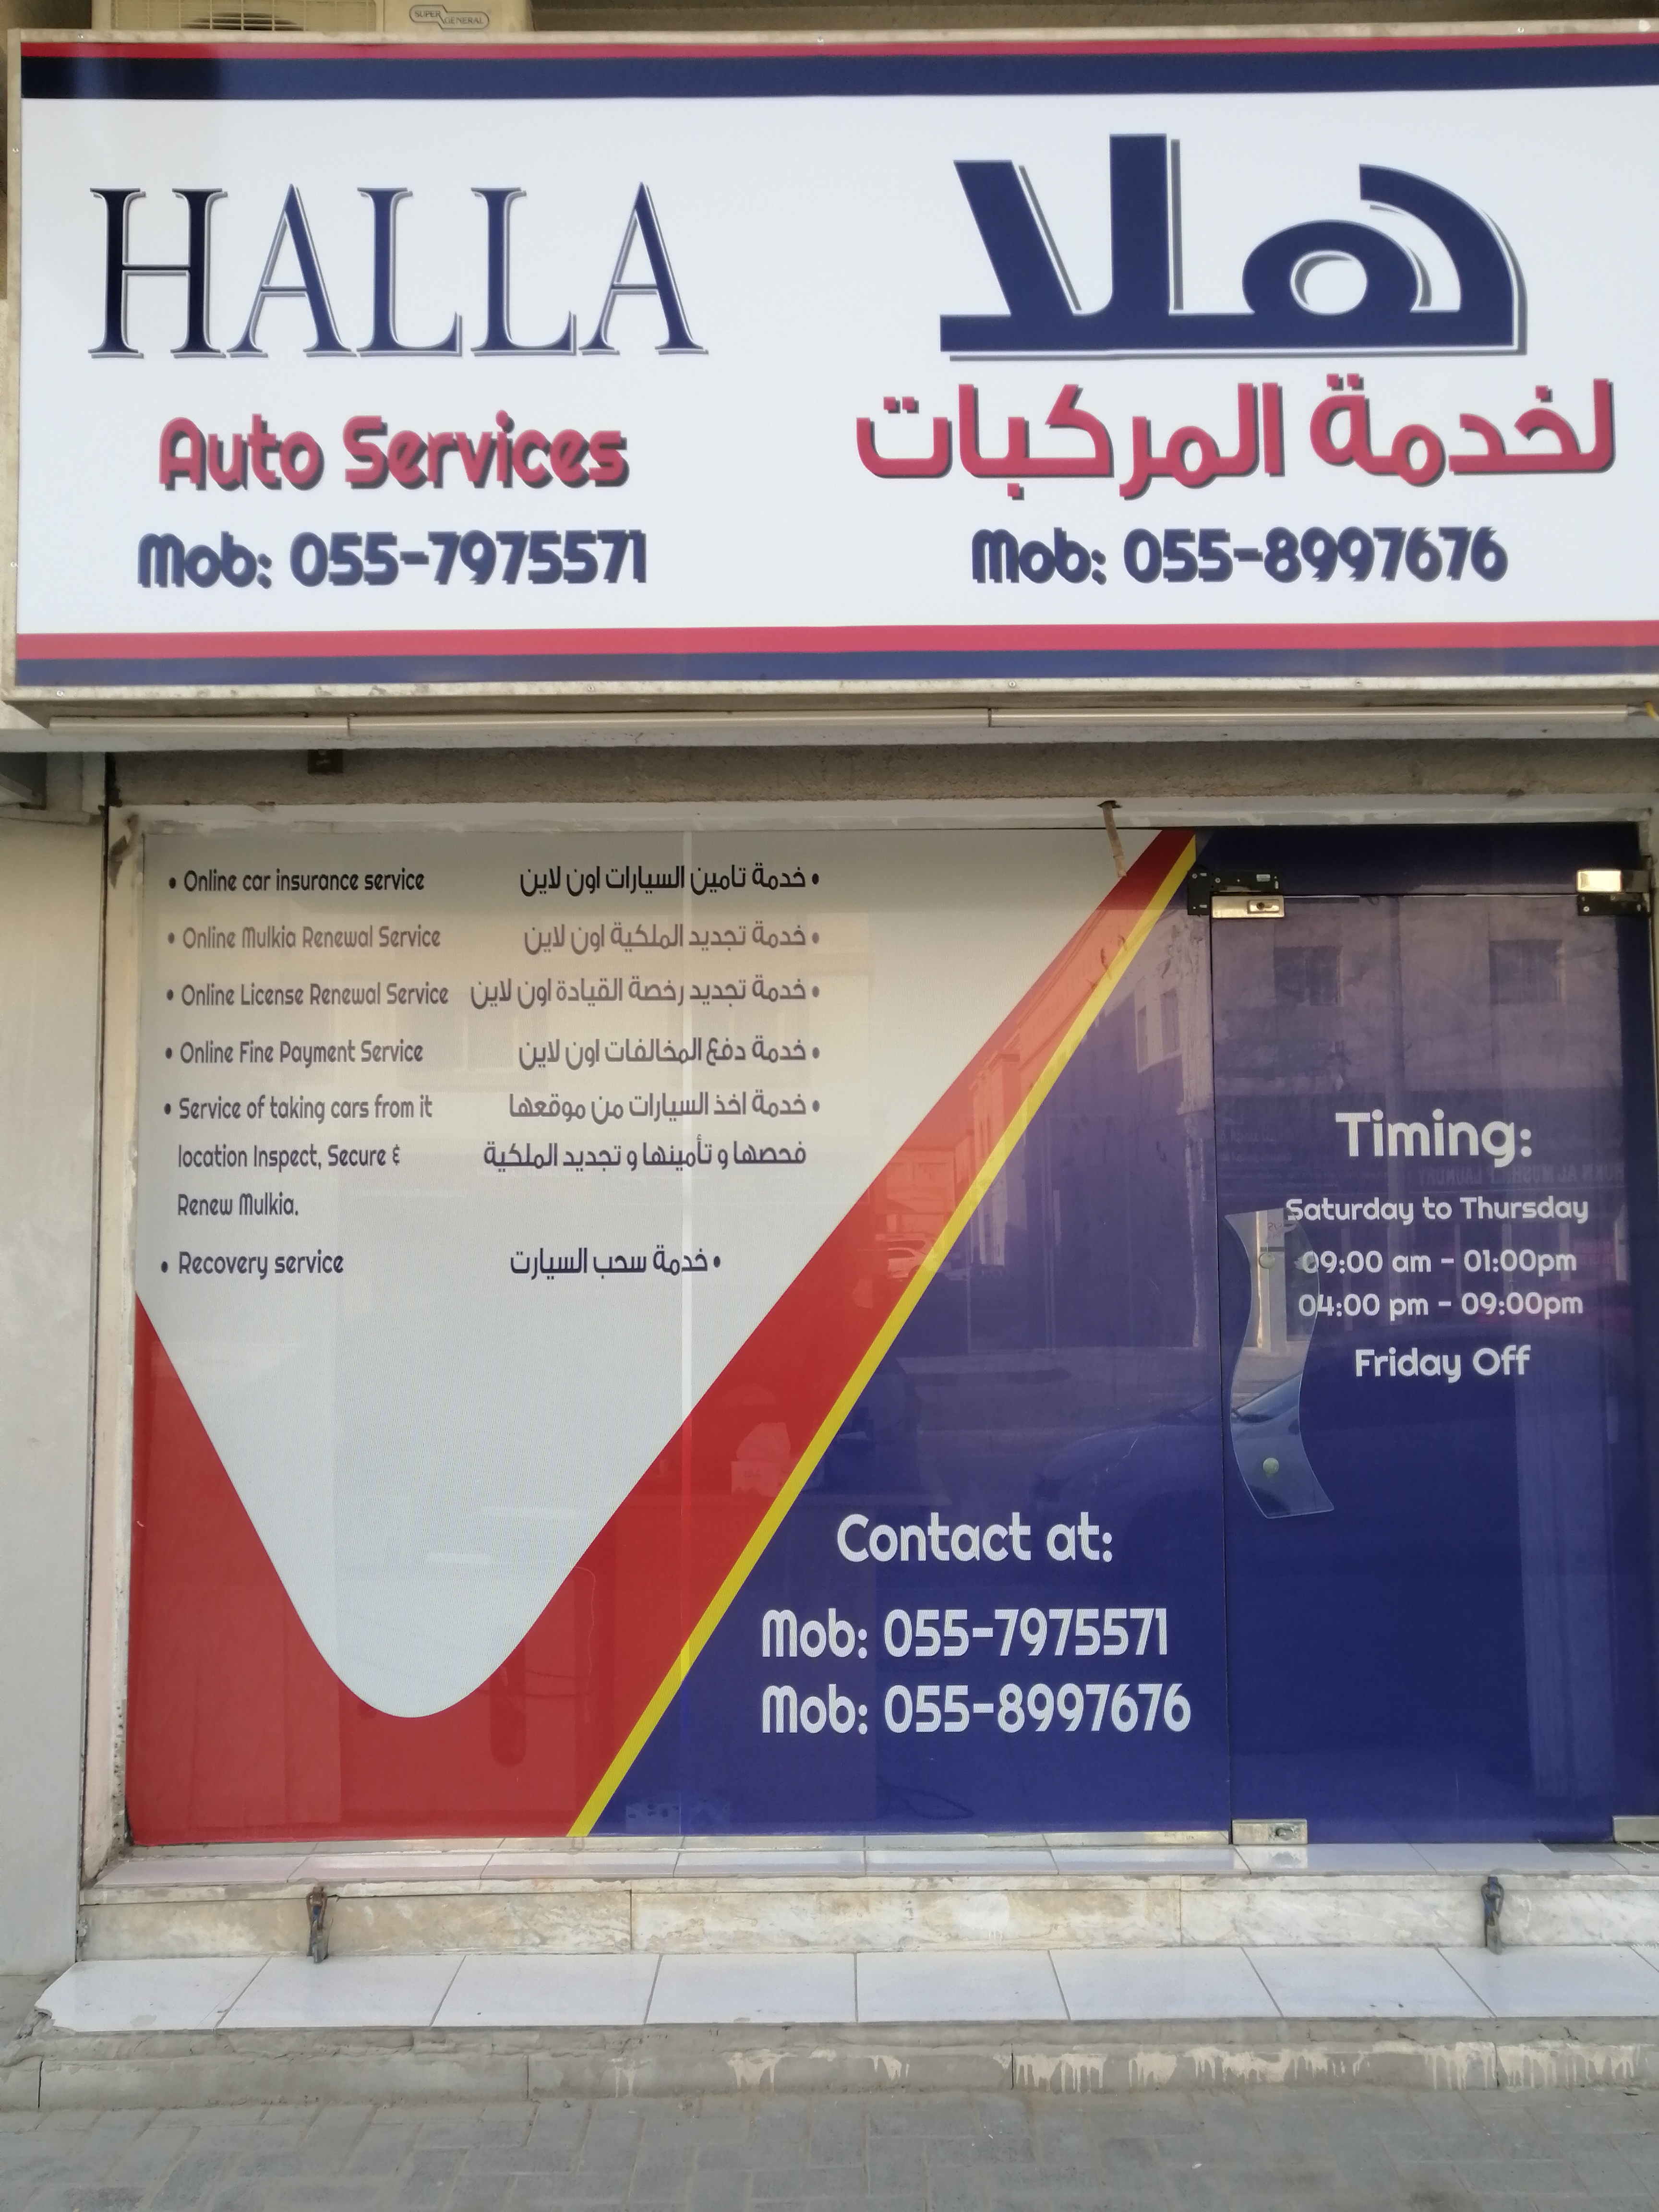 SUPER GENERAL
HALLA
هلا
Auto Services
لخدمة المركبات
Mob: 055-7975571
Mob: 055-8997676
• Online car insurance service
• خدمة تامين السيارات اون لاين
• Online Mulkia Renewal Service
• خدمة تجديد الملكية اون لاين
• Online License Renewal Service
• خدمة تجديد رخصة القيادة اون لاين
• Online Fine Payment Service
• خدمة دفع المخالفات اون لاين
• Service of taking cars from it
location Inspect, Secure &
Renew Mulkia.
• خدمة اخذ السيارات من موقعها
فحصها و تأمينها و تجديد الملكية
• Recovery service
• خدمة سحب السيارت
Timing:
Saturday to Thursday
09:00 am - 01:00pm
04:00 pm - 09:00pm
Friday Off
Contact at:
Mob: 055-7975571
Mob: 055-8997676